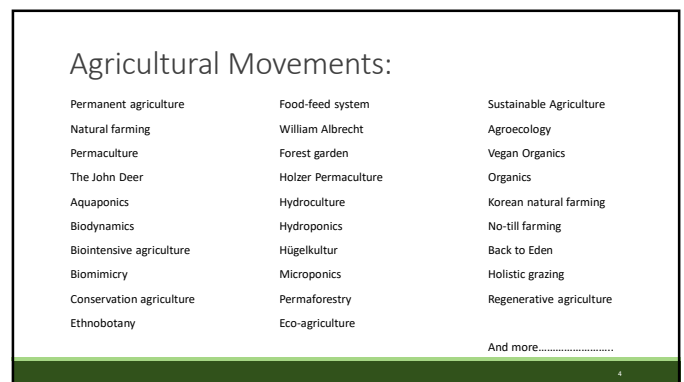 Agricultural Movements:
Permanent agriculture
Natural farming
Permaculture
The John Deer
Aquaponics
Biodynamics
Biointensive agriculture
Biomimicry
Conservation agriculture
Ethnobotany
Food-feed system
William Albrecht
Forest garden
Holzer Permaculture
Hydroculture
Hydroponics
Hügelkultur
Microponics
Permaforestry
Eco-agriculture
Sustainable Agriculture
Agroecology
Vegan Organics
Organics
Korean natural farming
No-till farming
Back to Eden
Holistic grazing
Regenerative agriculture
And more……………………..
4